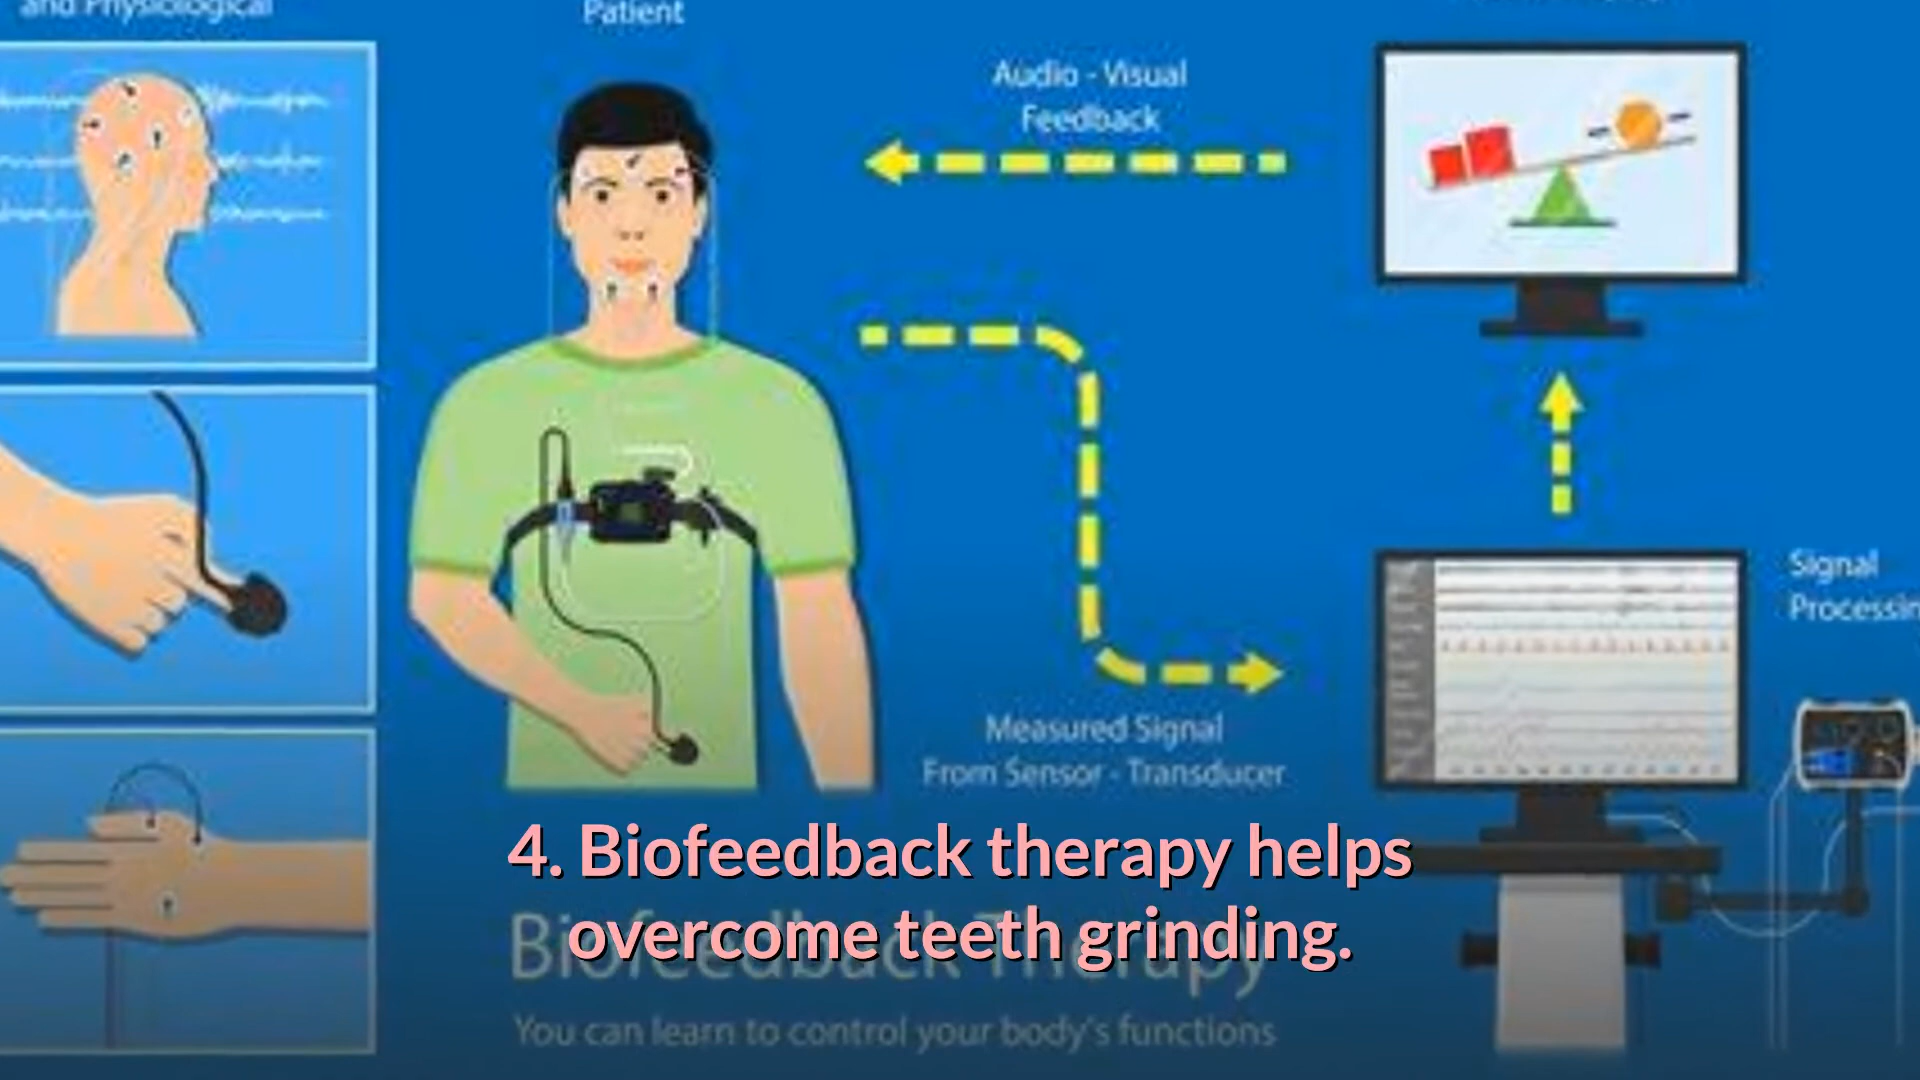 and Physiological
Patient
Audio - Visual
Feedback
Signal
Processin
Measured Signal
From Sensor - Transducer
4. Biofeedback therapy helps
overcome teeth grinding.
Biofeedback Therapy
You can learn to control your body's functions